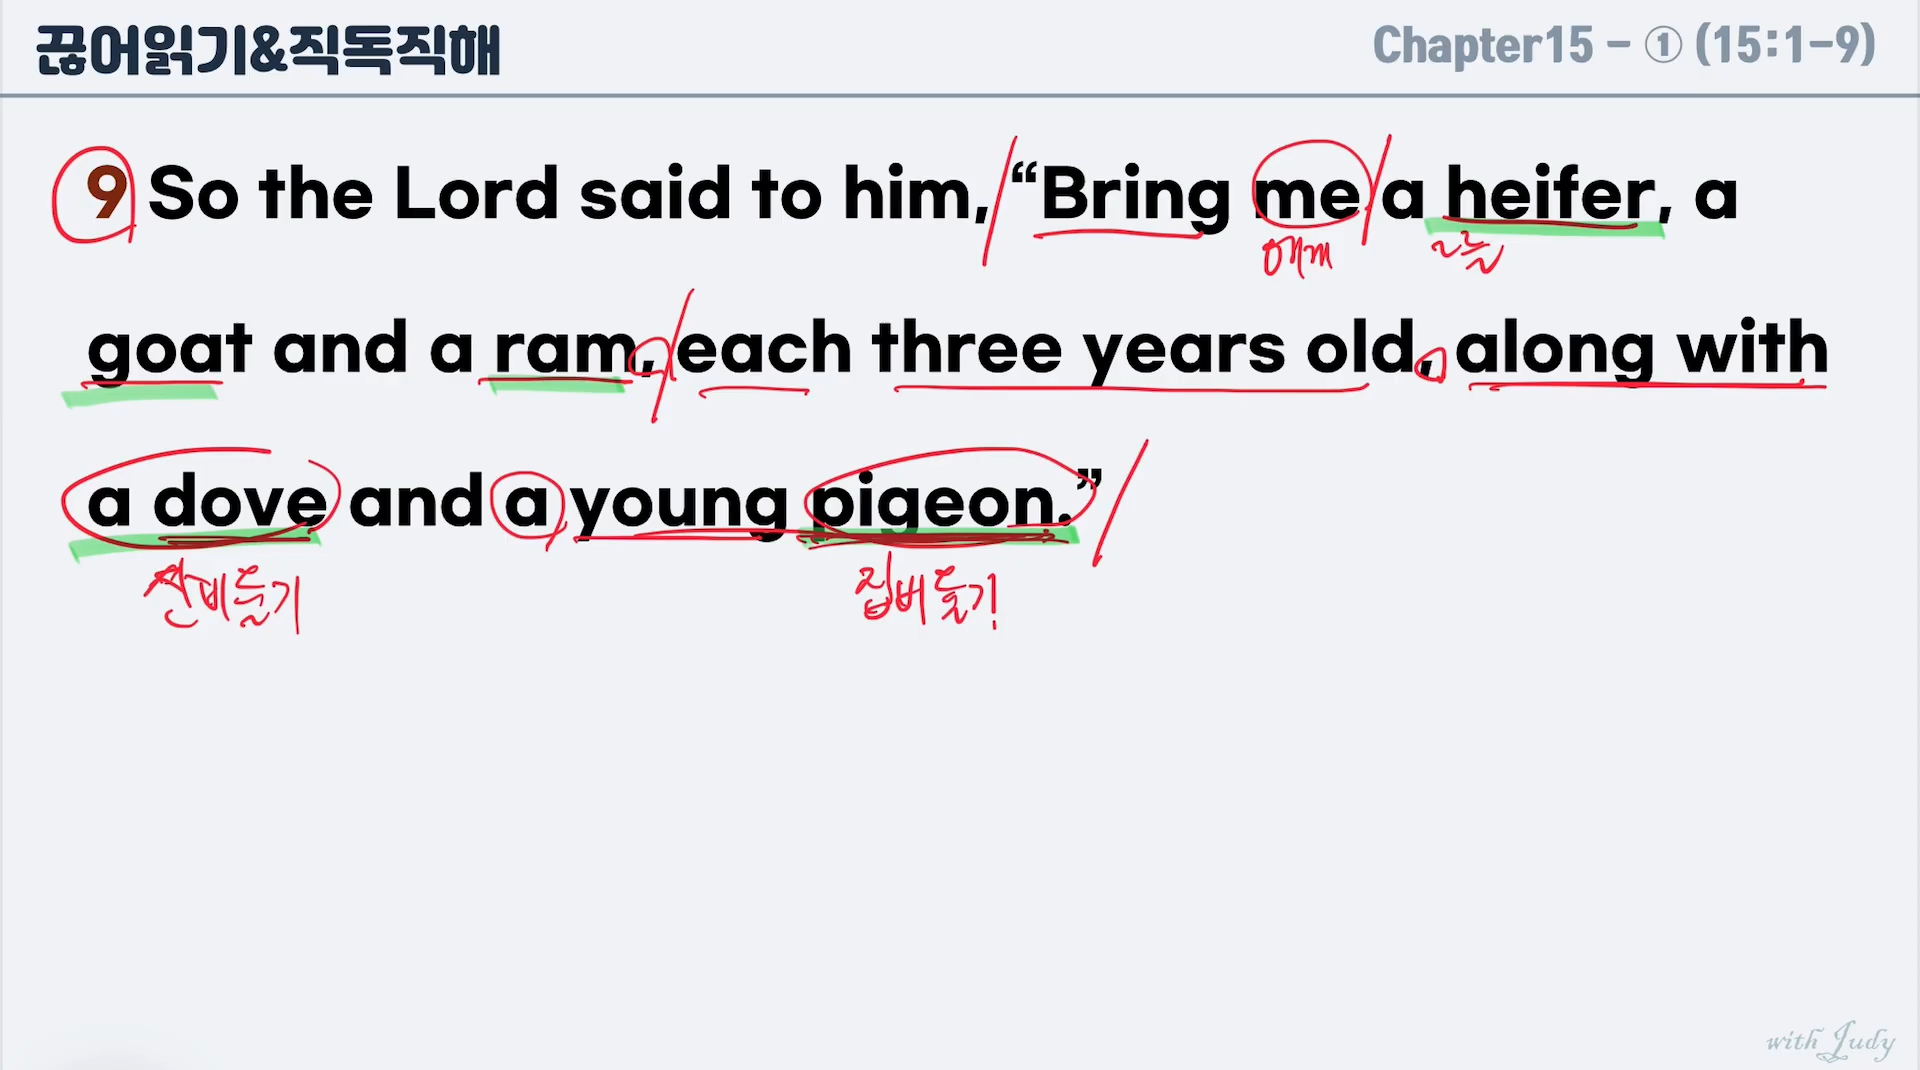 끊어읽기&직독직해
Chapter15 - ① (15:1-9)
9 So the Lord said to him, “Bring me a heifer, a
에게 를
goat and a ram, each three years old, along with
a dove and a young pigeon.”
산비둘기 집비둘기
with Judy